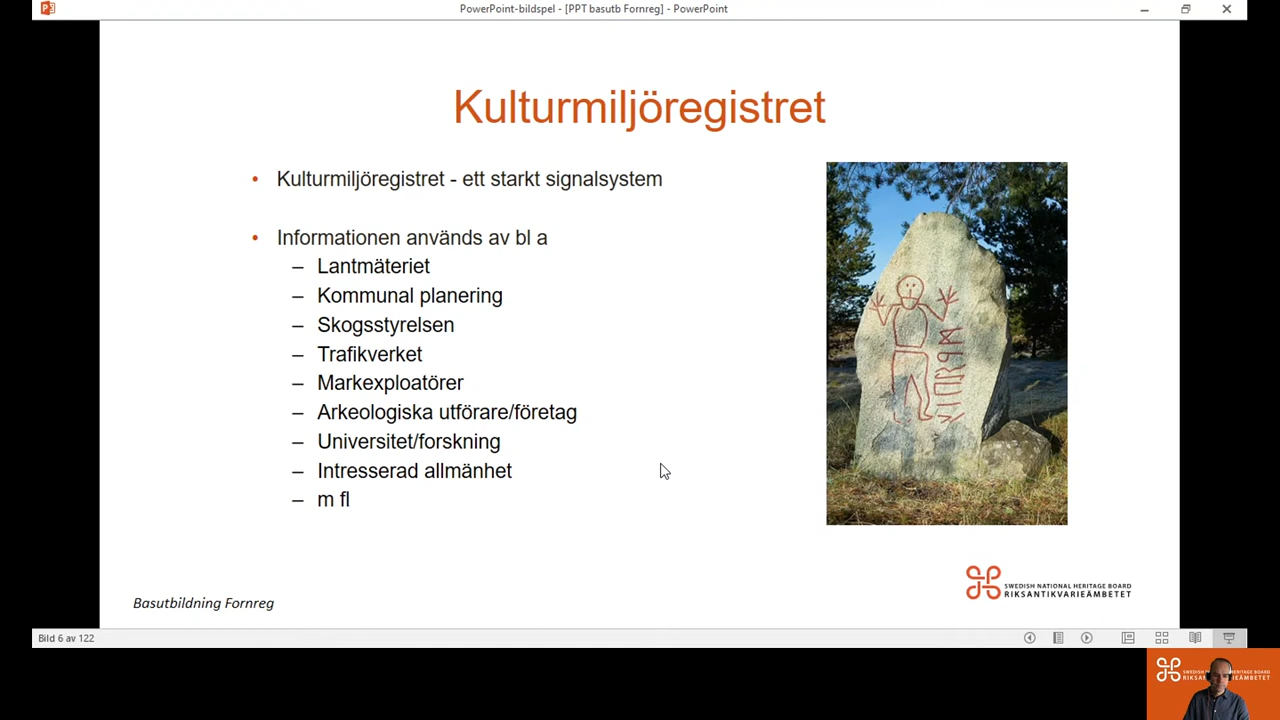 PowerPoint-bildspel - [PPT basutb Fornreg] - PowerPoint
Kulturmiljöregistret
• Kulturmiljöregistret - ett starkt signalsystem
• Informationen används av bl a
– Lantmäteriet
– Kommunal planering
– Skogsstyrelsen
– Trafikverket
– Markexploatörer
– Arkeologiska utförare/företag
– Universitet/forskning
– Intresserad allmänhet
– m fl
SWEDISH NATIONAL HERITAGE BOARD
RIKSANTIKVARIEÄMBETET
Basutbildning Fornreg
Bild 6 av 122